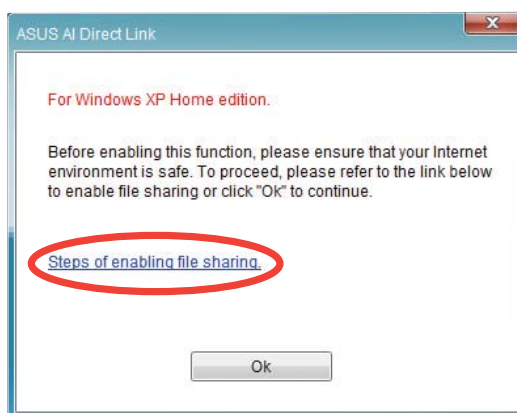 ASUS AI Direct Link
For Windows XP Home edition.
Before enabling this function, please ensure that your Internet
environment is safe. To proceed, please refer to the link below
to enable file sharing or click "Ok" to continue.
Steps of enabling file sharing.
Ok